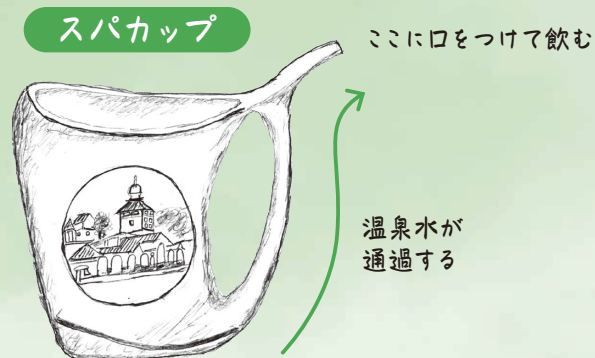 スパカップ
ここに口をつけて飲む
温泉水が
通過する